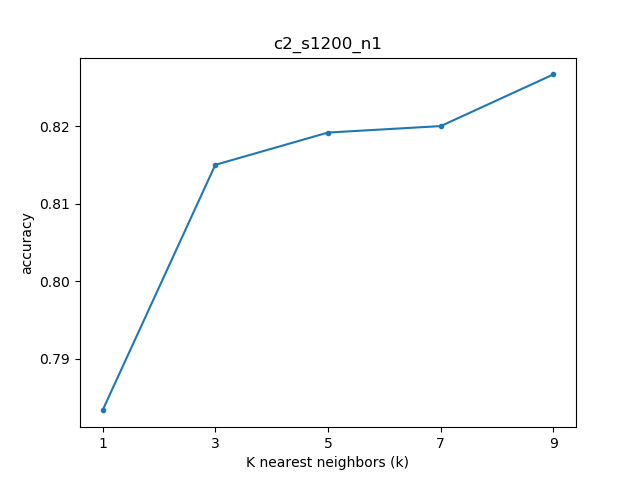 c2_s1200_n1
accuracy
0.82
0.81
0.80
0.79
1 3 5 7 9
K nearest neighbors (k)